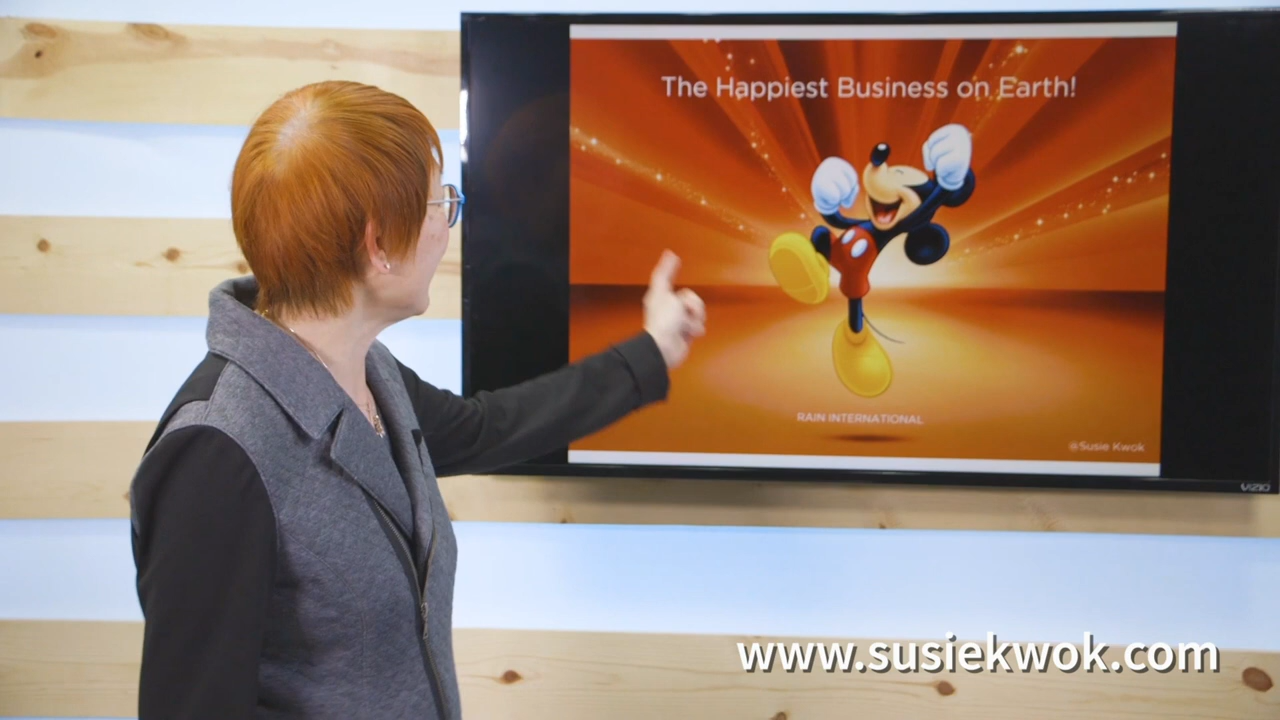 The Happiest Business on Earth!
RAIN INTERNATIONAL
@Susie Kwok
VIZIO
www.susiekwok.com